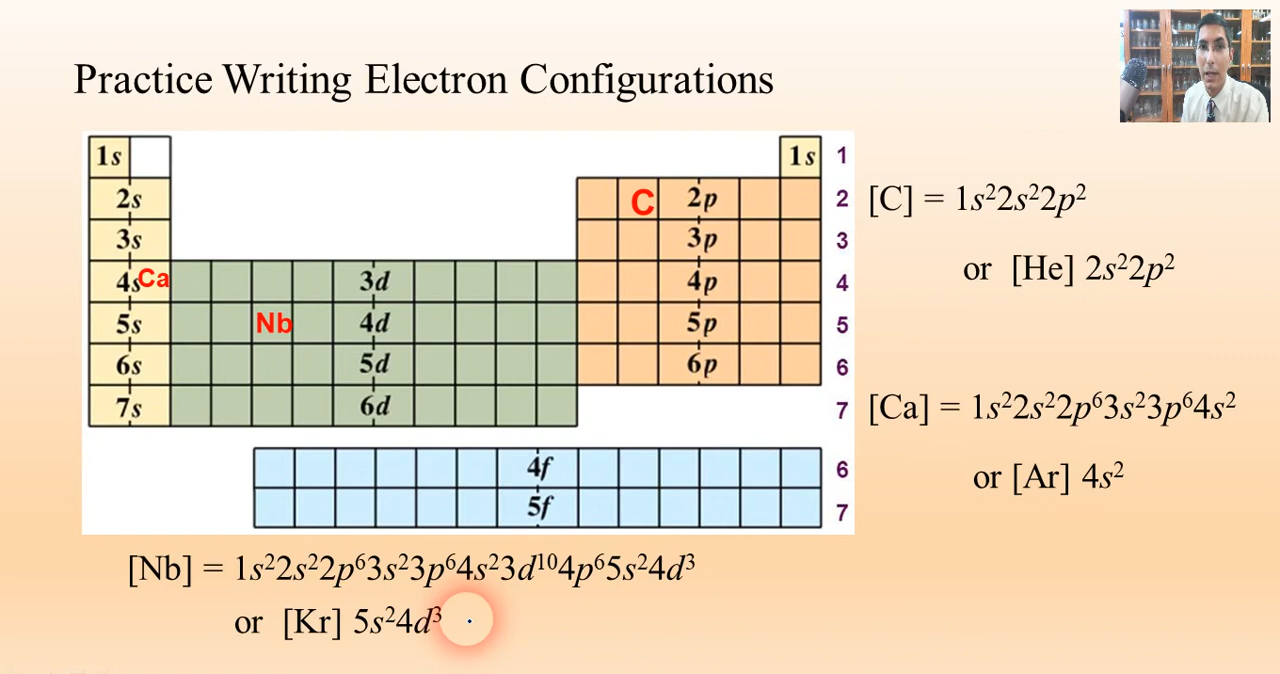 Practice Writing Electron Configurations
1s 1s 1
2s C 2p 2
3s 3p 3
4s Ca 3d 4p 4
5s Nb 4d 5p 5
6s 5d 6p 6
7s 6d 7
4f 6
5f 7
[C] = 1s²2s²2p²
or [He] 2s²2p²
[Ca] = 1s²2s²2p⁶3s²3p⁶4s²
or [Ar] 4s²
[Nb] = 1s²2s²2p⁶3s²3p⁶4s²3d¹⁰4p⁶5s²4d³
or [Kr] 5s²4d³